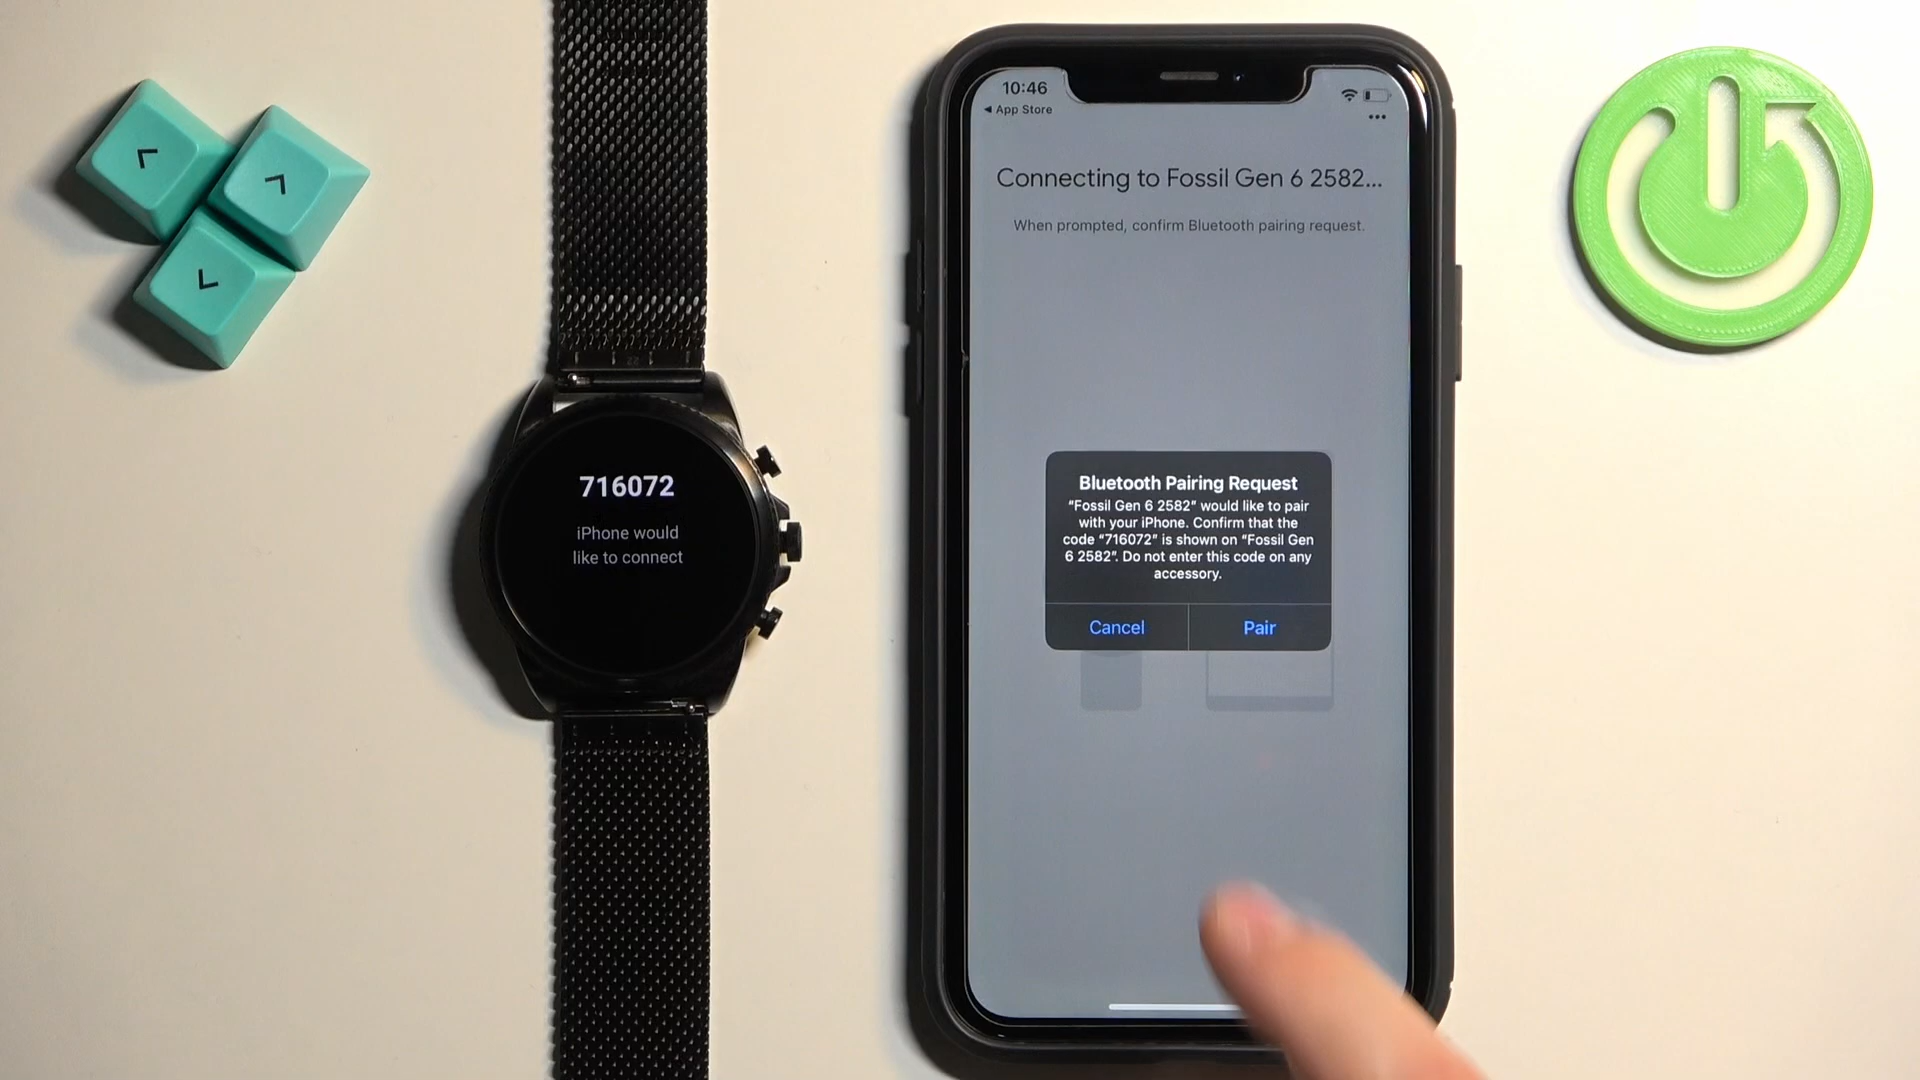 716072
iPhone would
like to connect
10:46
◀ App Store
Connecting to Fossil Gen 6 2582...
When prompted, confirm Bluetooth pairing request.
Bluetooth Pairing Request
“Fossil Gen 6 2582” would like to pair
with your iPhone. Confirm that the
code “716072” is shown on “Fossil Gen
6 2582”. Do not enter this code on any
accessory.
Cancel
Pair
22